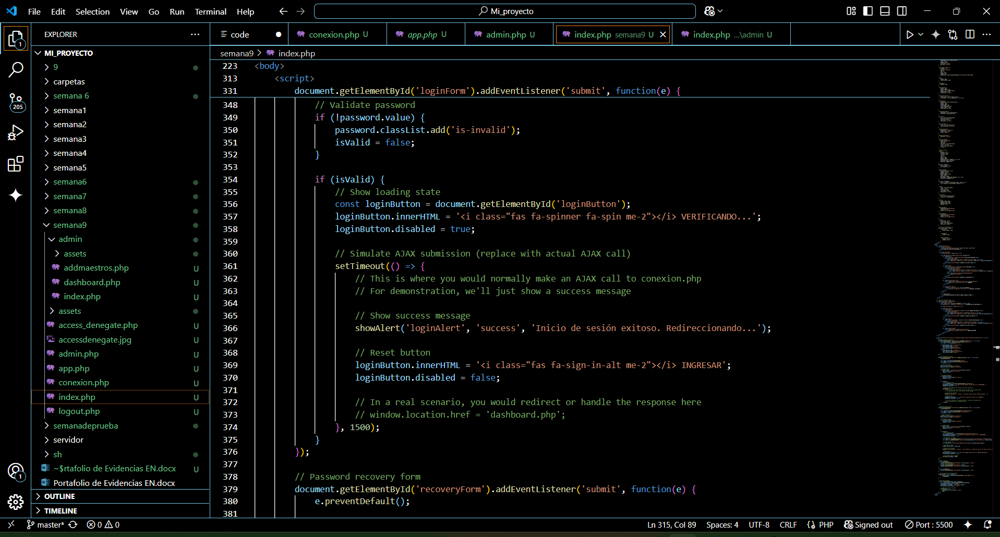 File Edit Selection View Go Run Terminal Help
Mi_proyecto
EXPLORER
1
MI_PROYECTO
9
carpetas
semana 6
semana1
205
semana2
semana3
semana4
semana5
semana6
semana7
semana8
semana9
admin
assets
addmaestros.php U
dashboard.php U
index.php U
assets
access_denegate.php U
accessdenegate.jpg U
admin.php U
app.php U
conexion.php U
index.php U
logout.php U
semanadeprueba
servidor
sh
~$rtafolio de Evidencias EN.docx U
Portafolio de Evidencias EN.docx
1
OUTLINE
TIMELINE
code
conexion.php U
app.php U
admin.php U
index.php semana9 U
index.php ...\admin U
semana9 > index.php
223 <body>
313 <script>
331 document.getElementById('loginForm').addEventListener('submit', function(e) {
348 // Validate password
349 if (!password.value) {
350 password.classList.add('is-invalid');
351 isValid = false;
352 }
353
354 if (isValid) {
355 // Show loading state
356 const loginButton = document.getElementById('loginButton');
357 loginButton.innerHTML = '<i class="fas fa-spinner fa-spin me-2"></i> VERIFICANDO...';
358 loginButton.disabled = true;
359
360 // Simulate AJAX submission (replace with actual AJAX call)
361 setTimeout(() => {
362 // This is where you would normally make an AJAX call to conexion.php
363 // For demonstration, we'll just show a success message
364
365 // Show success message
366 showAlert('loginAlert', 'success', 'Inicio de sesión exitoso. Redireccionando...');
367
368 // Reset button
369 loginButton.innerHTML = '<i class="fas fa-sign-in-alt me-2"></i> INGRESAR';
370 loginButton.disabled = false;
371
372 // In a real scenario, you would redirect or handle the response here
373 // window.location.href = 'dashboard.php';
374 }, 1500);
375 }
376 });
377
378 // Password recovery form
379 document.getElementById('recoveryForm').addEventListener('submit', function(e) {
380 e.preventDefault();
381
master* 0 0
Ln 315, Col 89 Spaces: 4 UTF-8 CRLF {} PHP Signed out Port : 5500